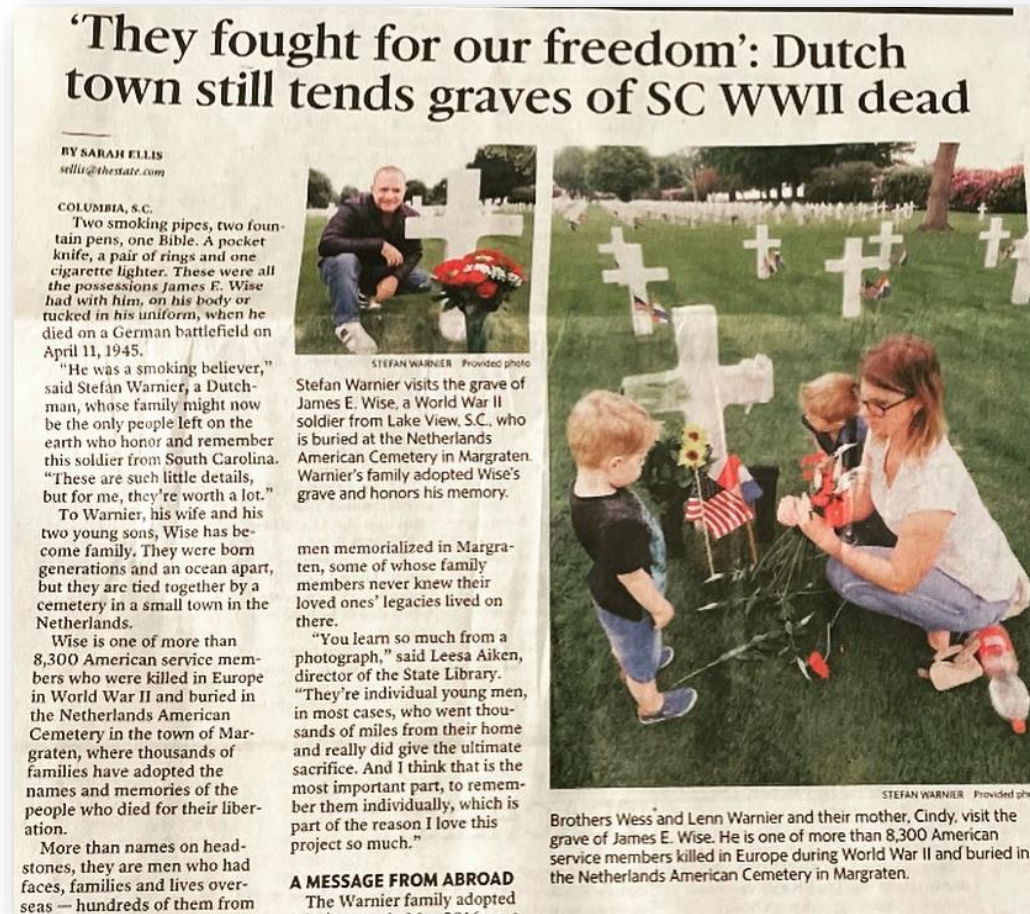 ‘They fought for our freedom’: Dutch
town still tends graves of SC WWII dead
BY SARAH ELLIS
sellis@thestate.com
COLUMBIA, S.C.
Two smoking pipes, two foun-
tain pens, one Bible. A pocket
knife, a pair of rings and one
cigarette lighter. These were all
the possessions James E. Wise
had with him, on his body or
tucked in his uniform, when he
died on a German battlefield on
April 11, 1945.
“He was a smoking believer,”
said Stefan Warnier, a Dutch-
man, whose family might now
be the only people left on the
earth who honor and remember
this soldier from South Carolina.
“These are such little details,
but for me, they’re worth a lot.”
To Warnier, his wife and his
two young sons, Wise has be-
come family. They were born
generations and an ocean apart,
but they are tied together by a
cemetery in a small town in the
Netherlands.
Wise is one of more than
8,300 American service mem-
bers who were killed in Europe
in World War II and buried in
the Netherlands American
Cemetery in the town of Mar-
graten, where thousands of
families have adopted the
names and memories of the
people who died for their liber-
ation.
More than names on head-
stones, they are men who had
faces, families and lives over-
seas — hundreds of them from
STEFAN WARNIER Provided photo
Stefan Warnier visits the grave of
James E. Wise, a World War II
soldier from Lake View, S.C., who
is buried at the Netherlands
American Cemetery in Margraten.
Warnier’s family adopted Wise’s
grave and honors his memory.
men memorialized in Margra-
ten, some of whose family
members never knew their
loved ones’ legacies lived on
there.
“You learn so much from a
photograph,” said Leesa Aiken,
director of the State Library.
“They’re individual young men,
in most cases, who went thou-
sands of miles from their home
and really did give the ultimate
sacrifice. And I think that is the
most important part, to remem-
ber them individually, which is
part of the reason I love this
project so much.”
A MESSAGE FROM ABROAD
The Warnier family adopted
STEFAN WARNIER Provided pho
Brothers Wess and Lenn Warnier and their mother, Cindy, visit the
grave of James E. Wise. He is one of more than 8,300 American
service members killed in Europe during World War II and buried in
the Netherlands American Cemetery in Margraten.